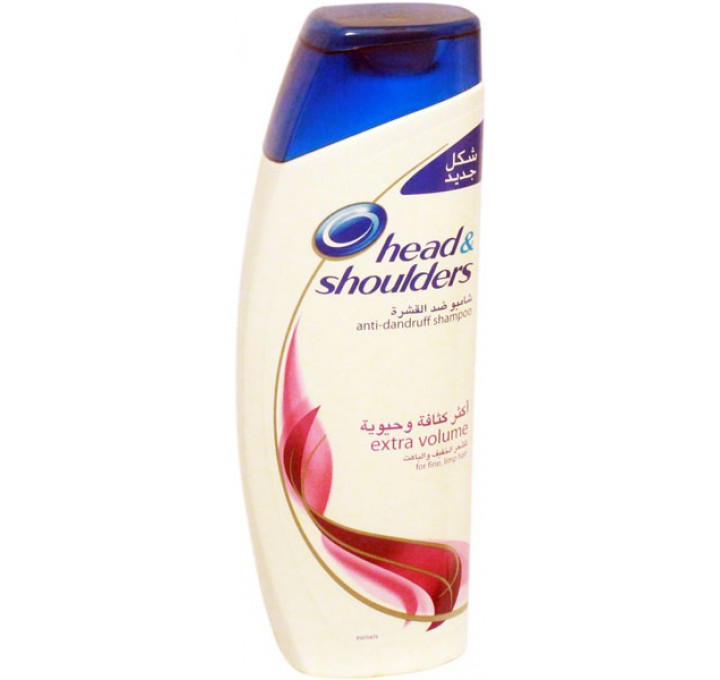 شكل
جديد
head&
shoulders
شامبو ضد القشرة
anti-dandruff shampoo
أكثر كثافة وحيوية
extra volume
للشعر الخفيف والباهت
for fine, limp hair